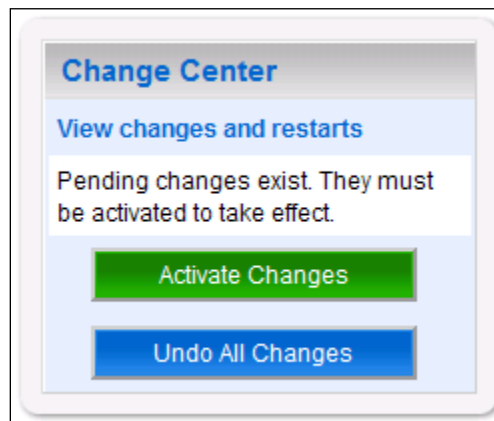 Change Center
View changes and restarts
Pending changes exist. They must
be activated to take effect.
Activate Changes
Undo All Changes